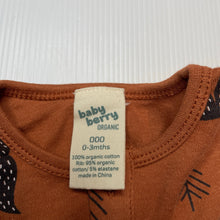 baby
berry
ORGANIC
000
0-3mths
100% organic cotton
Rib: 95% organic
cotton/ 5% elastane
made in China